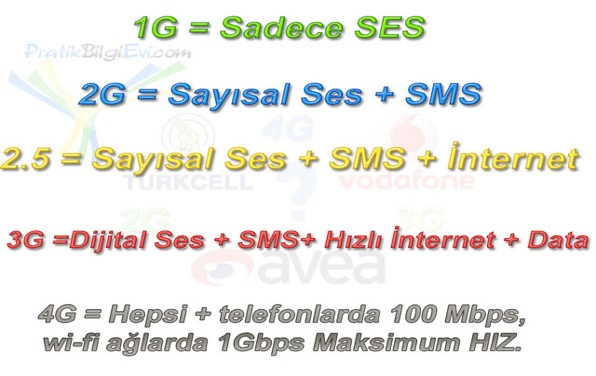 1G = Sadece SES
PratikBilgiEvi.com
2G = Sayısal Ses + SMS
4G
2.5 = Sayısal Ses + SMS + İnternet
TURKCELL
?
vodafone
2G
3G
3G =Dijital Ses + SMS+ Hızlı İnternet + Data
avea
4G = Hepsi + telefonlarda 100 Mbps,
wi-fi ağlarda 1Gbps Maksimum HIZ.